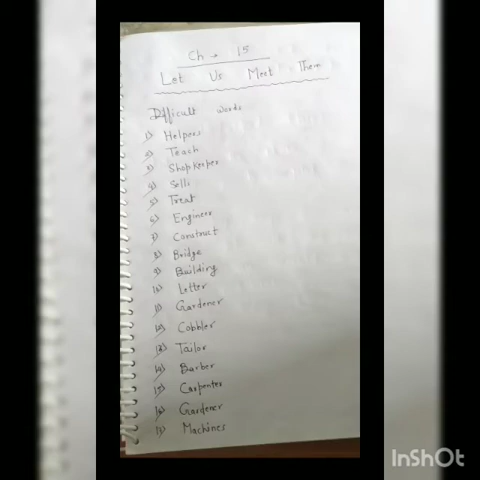 Ch → 15
Let Us Meet Them
Difficult words
1) Helpers
2) Teach
3) Shopkeeper
4) Sells
5) Treat
6) Engineer
7) Construct
8) Bridge
9) Building
10) Letter
11) Gardener
12) Cobbler
13) Tailor
14) Barber
15) Carpenter
16) Gardener
17) Machines
InShOt